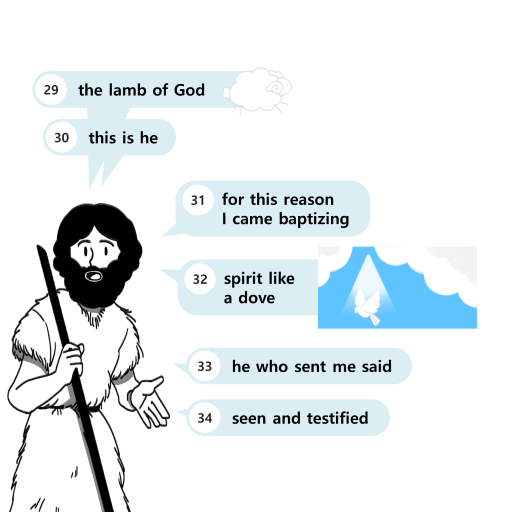 29 the lamb of God
30 this is he
31 for this reason
I came baptizing
32 spirit like
a dove
33 he who sent me said
34 seen and testified